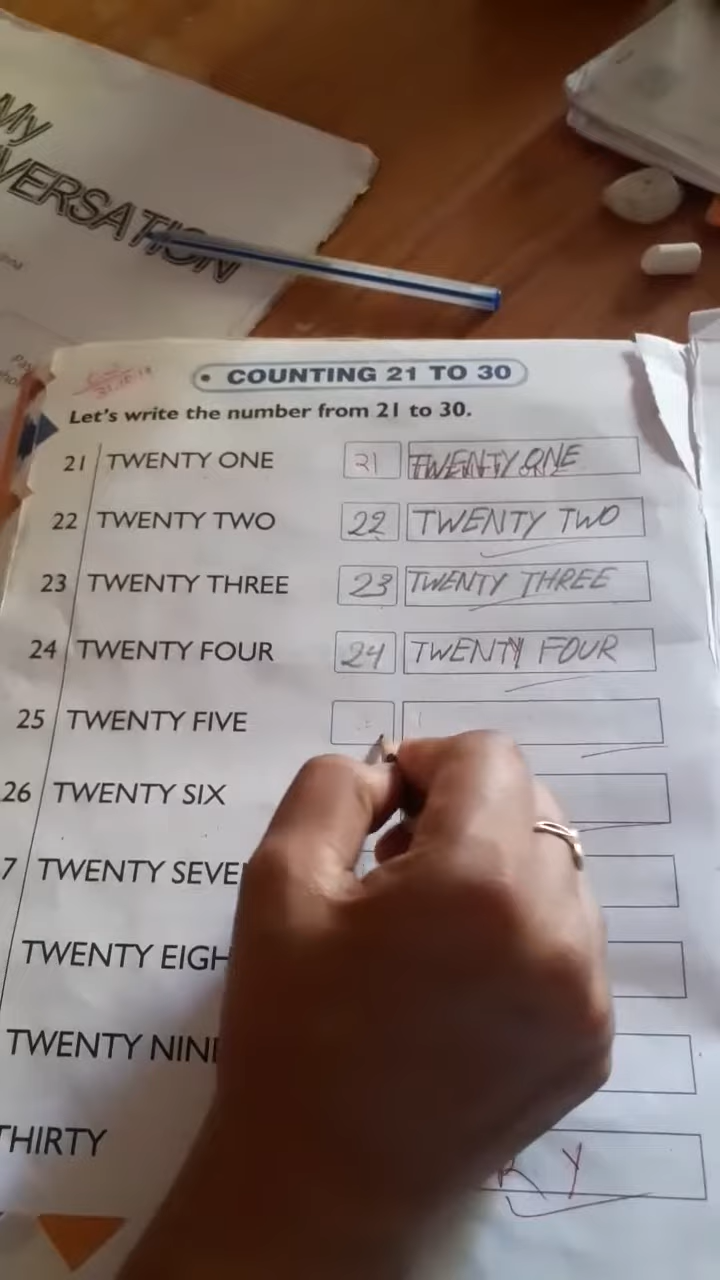 My
VERSATION
• COUNTING 21 TO 30
Let's write the number from 21 to 30.
21 TWENTY ONE 21 TWENTY ONE
22 TWENTY TWO 22 TWENTY TWO
23 TWENTY THREE 23 TWENTY THREE
24 TWENTY FOUR 24 TWENTY FOUR
25 TWENTY FIVE
26 TWENTY SIX
7 TWENTY SEVE
TWENTY EIGH
TWENTY NINE
THIRTY R Y